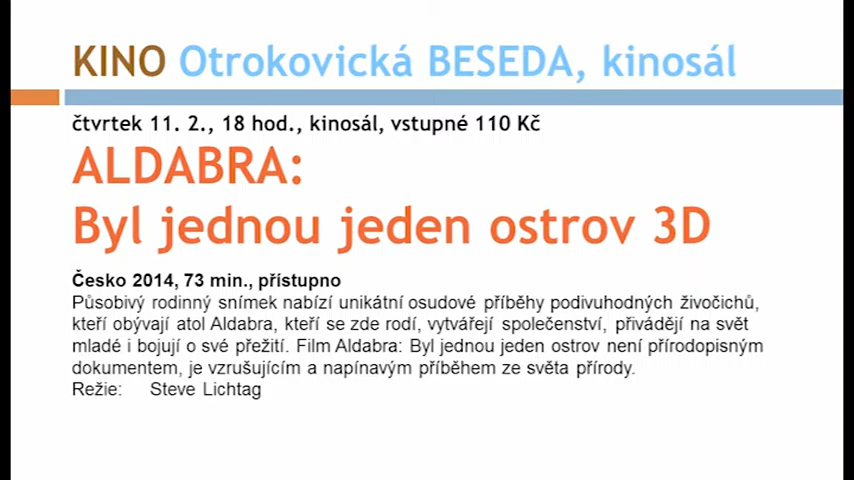 KINO Otrokovická BESEDA, kinosál
čtvrtek 11. 2., 18 hod., kinosál, vstupné 110 Kč
ALDABRA:
Byl jednou jeden ostrov 3D
Česko 2014, 73 min., přístupno
Působivý rodinný snímek nabízí unikátní osudové příběhy podivuhodných živočichů,
kteří obývají atol Aldabra, kteří se zde rodí, vytvářejí společenství, přivádějí na svět
mladé i bojují o své přežití. Film Aldabra: Byl jednou jeden ostrov není přírodopisným
dokumentem, je vzrušujícím a napínavým příběhem ze světa přírody.
Režie: Steve Lichtag